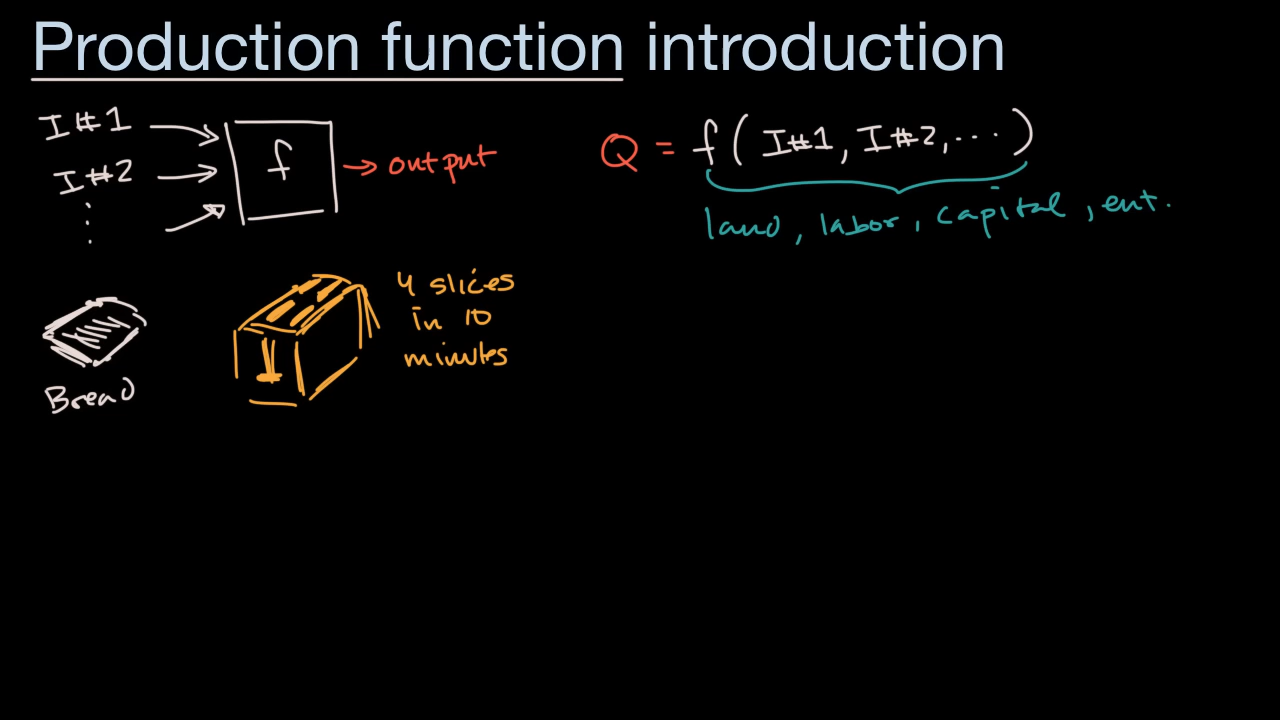 Production function introduction
I#1
I#2
⋮
f
→ output
Q = f ( I#1, I#2, ... )
land, labor, capital, ent.
4 slices
in 10
minutes
Bread